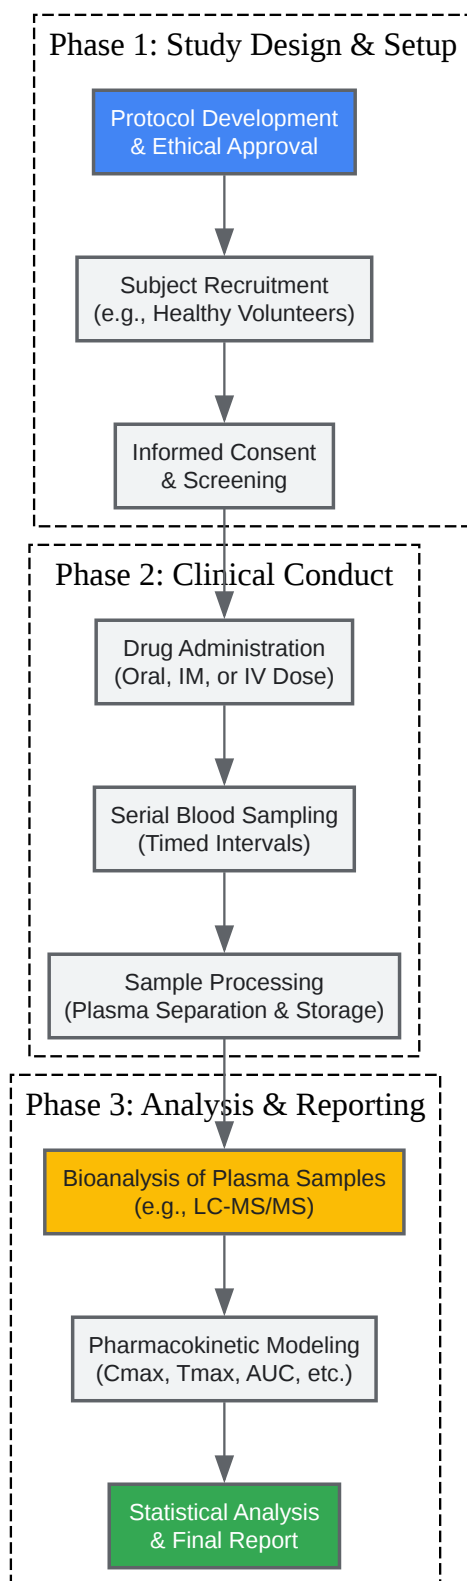 Phase 1: Study Design & Setup
Protocol Development
& Ethical Approval
Subject Recruitment
(e.g., Healthy Volunteers)
Informed Consent
& Screening
Phase 2: Clinical Conduct
Drug Administration
(Oral, IM, or IV Dose)
Serial Blood Sampling
(Timed Intervals)
Sample Processing
(Plasma Separation & Storage)
Phase 3: Analysis & Reporting
Bioanalysis of Plasma Samples
(e.g., LC-MS/MS)
Pharmacokinetic Modeling
(Cmax, Tmax, AUC, etc.)
Statistical Analysis
& Final Report